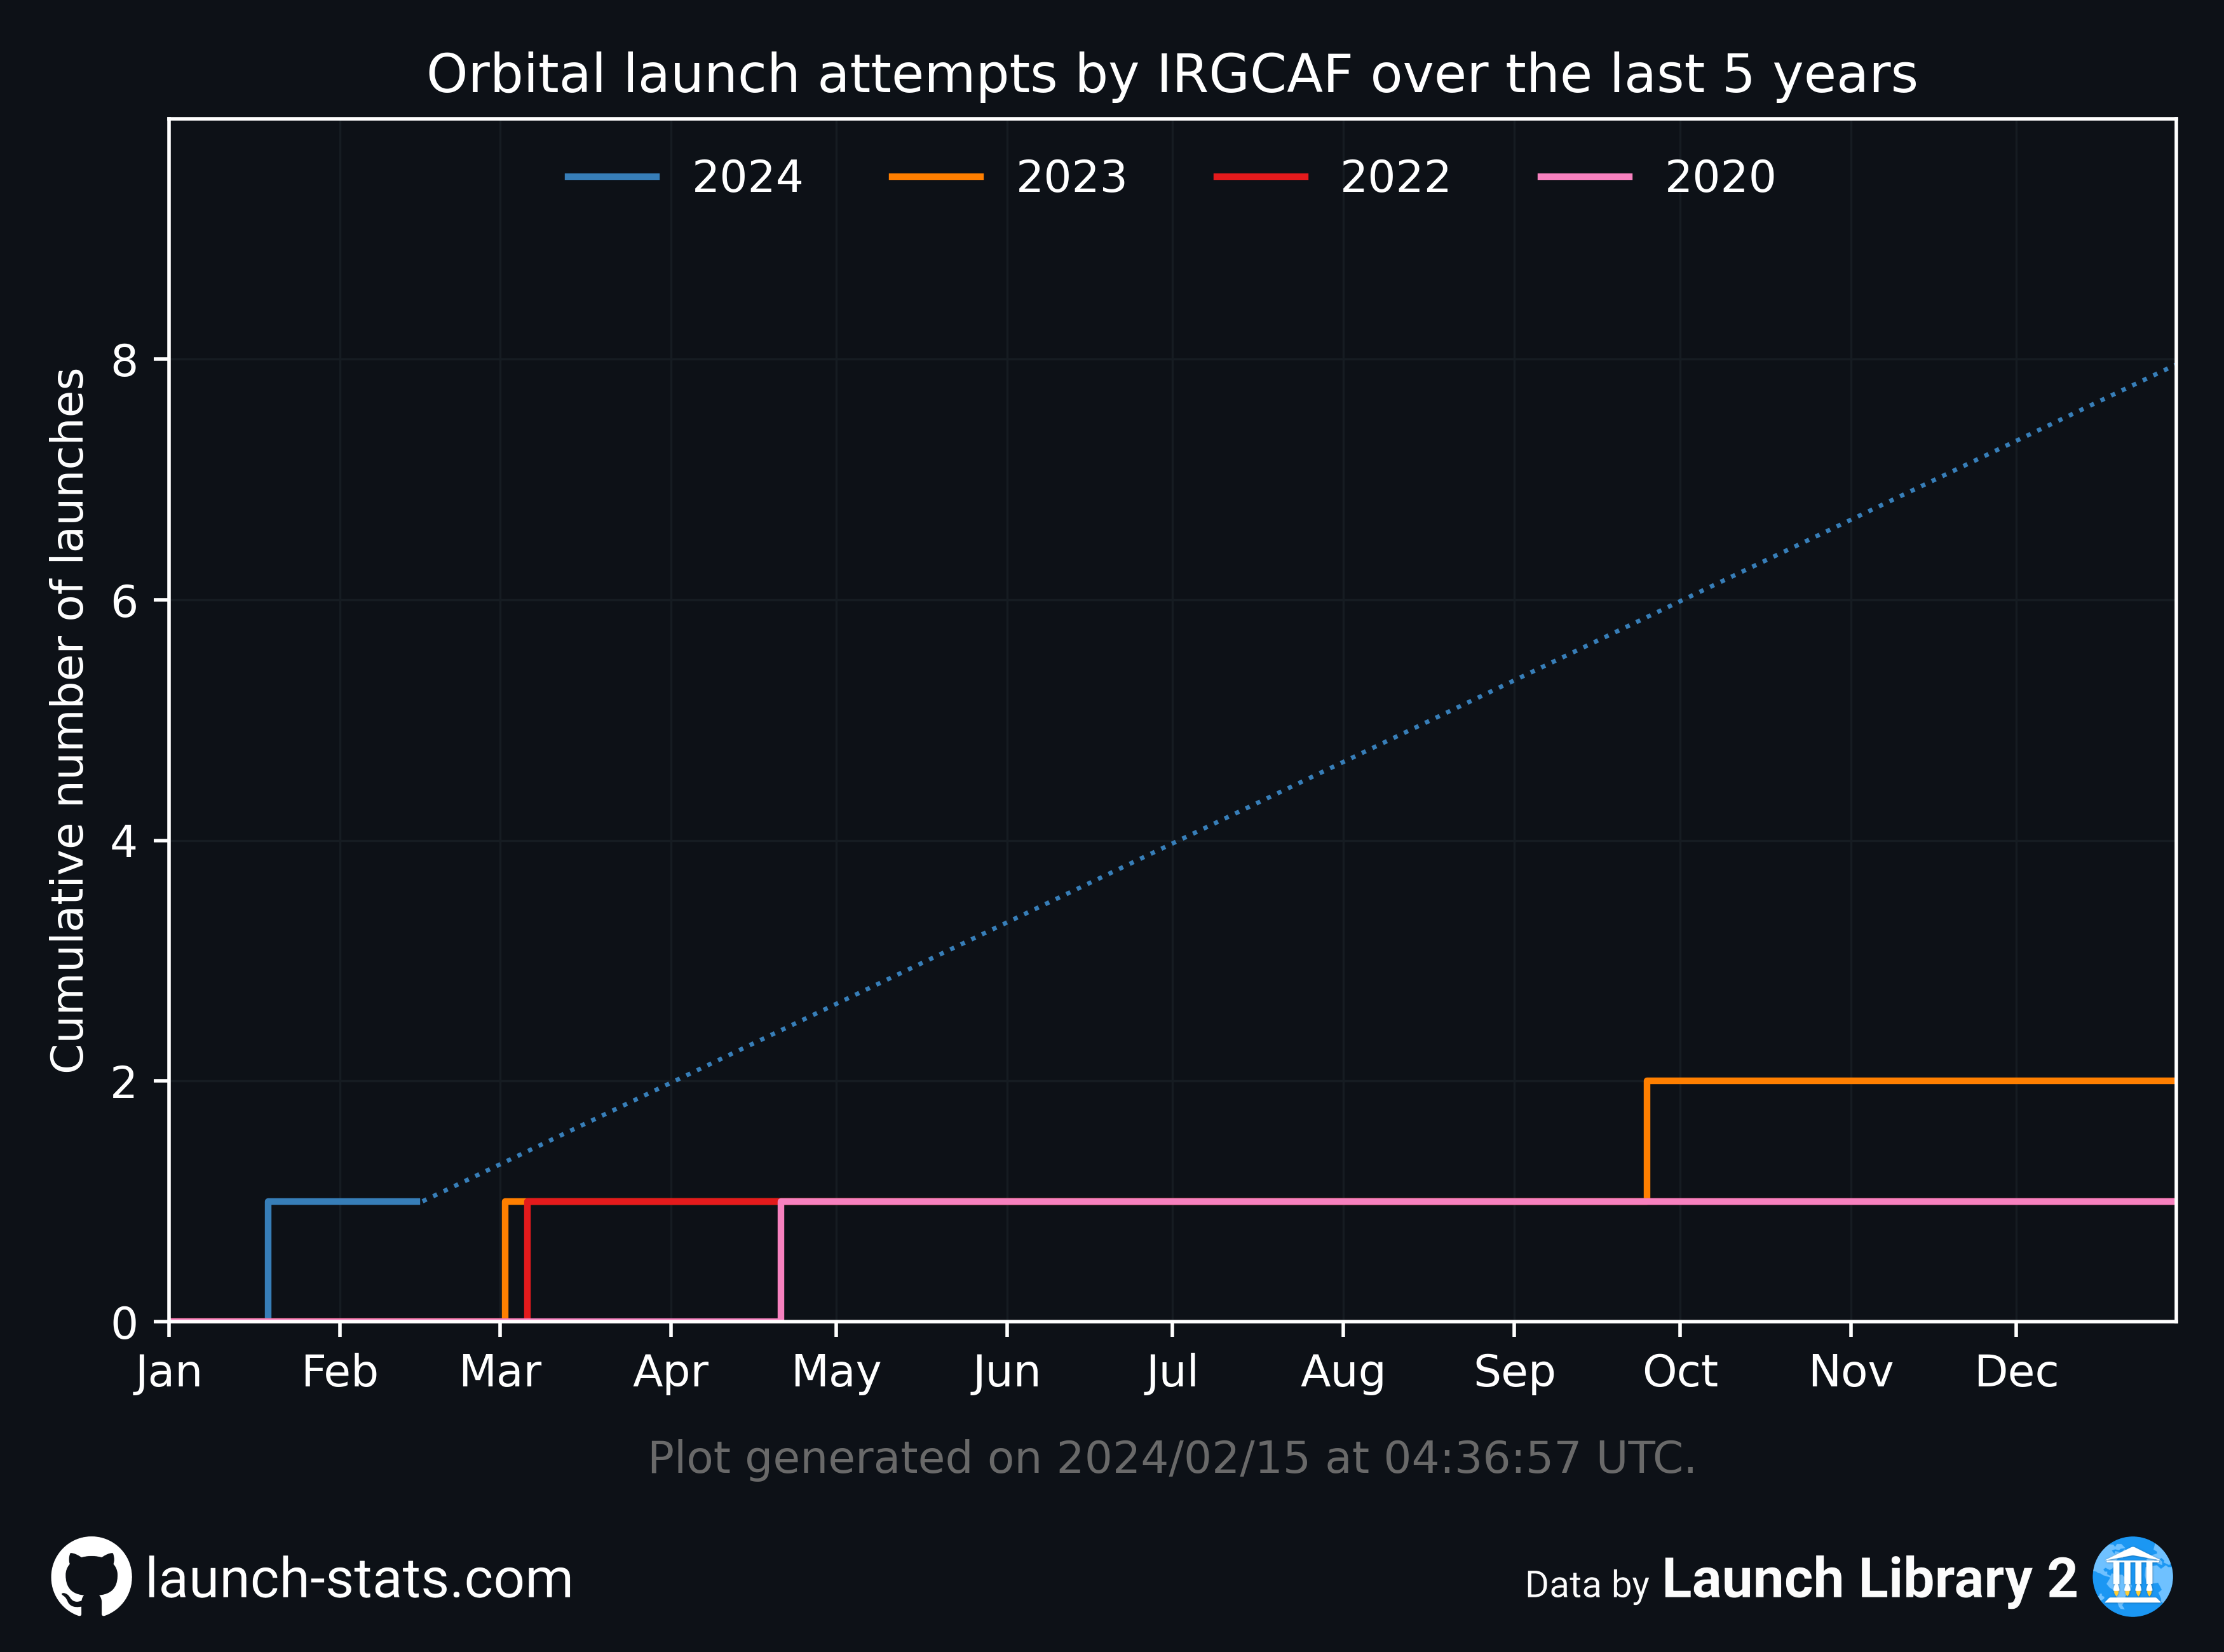 Orbital launch attempts by IRGCAF over the last 5 years
2024 2023 2022 2020
Cumulative number of launches
8
6
4
2
0
Jan Feb Mar Apr May Jun Jul Aug Sep Oct Nov Dec
Plot generated on 2024/02/15 at 04:36:57 UTC.
launch-stats.com
Data by Launch Library 2